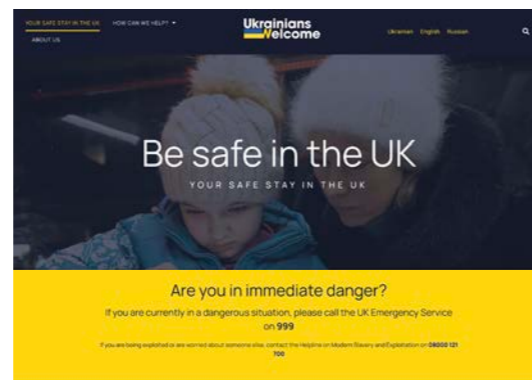 YOUR SAFE STAY IN THE UK
HOW CAN WE HELP?
ABOUT US
Ukrainians
Welcome
Ukrainian English Russian
Be safe in the UK
YOUR SAFE STAY IN THE UK
Are you in immediate danger?
If you are currently in a dangerous situation, please call the UK Emergency Service
on 999
If you are being exploited or are worried about someone else, contact the Helpline on Modern Slavery and Exploitation on 08000 121
700